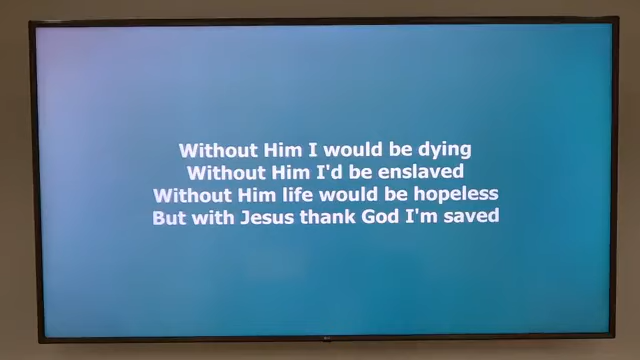 Without Him I would be dying
Without Him I'd be enslaved
Without Him life would be hopeless
But with Jesus thank God I'm saved